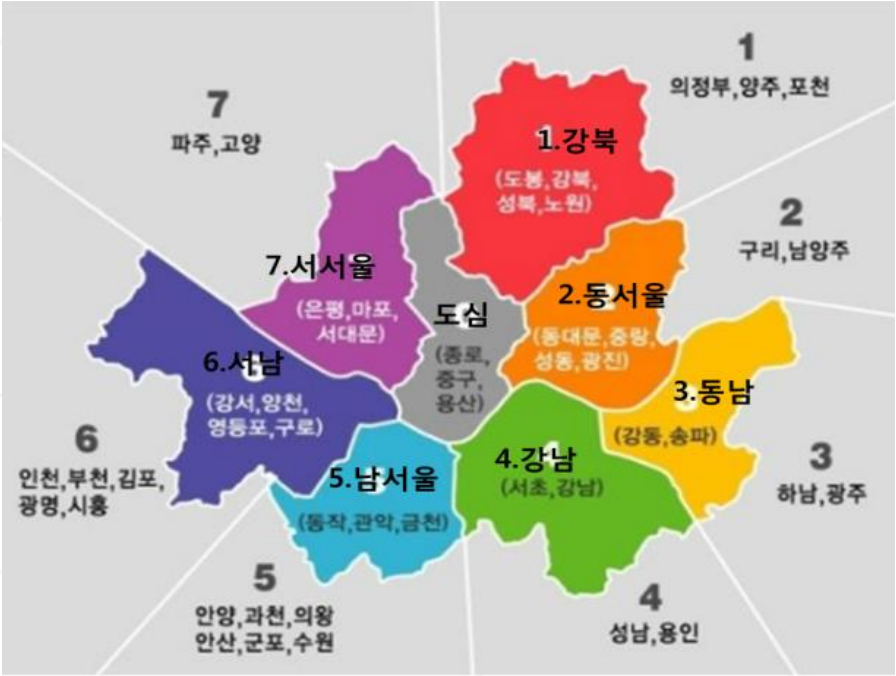 1
의정부,양주,포천
7
파주,고양
1.강북
(도봉,강북,
성북,노원)
2
구리,남양주
7.서서울
(은평,마포,
서대문)
도심
(종로,
중구,
용산)
2.동서울
(동대문,중랑,
성동,광진)
6.서남
(강서,양천,
영등포,구로)
3.동남
(강동,송파)
6
인천,부천,김포,
광명,시흥
5.남서울
(동작,관악,금천)
4.강남
(서초,강남)
3
하남,광주
5
안양,과천,의왕
안산,군포,수원
4
성남,용인